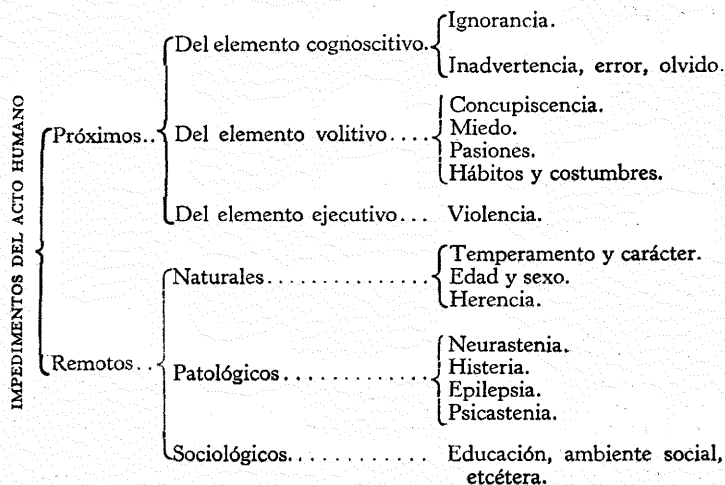 IMPEDIMENTOS DEL ACTO HUMANO
Próximos..
Del elemento cognoscitivo.
Ignorancia.
Inadvertencia, error, olvido.
Del elemento volitivo ....
Concupiscencia.
Miedo.
Pasiones.
Hábitos y costumbres.
Del elemento ejecutivo... Violencia.
Remotos..
Naturales..............
Temperamento y carácter.
Edad y sexo.
Herencia.
Patológicos............
Neurastenia.
Histeria.
Epilepsia.
Psicastenia.
Sociológicos............ Educación, ambiente social,
etcétera.